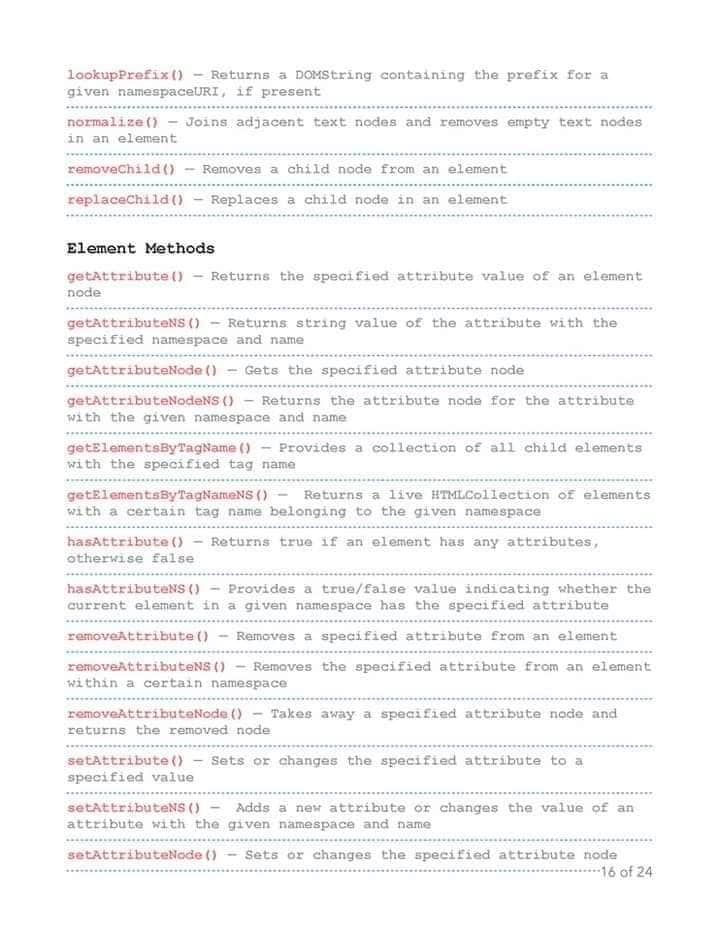 lookupPrefix() — Returns a DOMString containing the prefix for a
given namespaceURI, if present
normalize() — Joins adjacent text nodes and removes empty text nodes
in an element
removeChild() — Removes a child node from an element
replaceChild() — Replaces a child node in an element
Element Methods
getAttribute() — Returns the specified attribute value of an element
node
getAttributeNS() — Returns string value of the attribute with the
specified namespace and name
getAttributeNode() — Gets the specified attribute node
getAttributeNodeNS() — Returns the attribute node for the attribute
with the given namespace and name
getElementsByTagName() — Provides a collection of all child elements
with the specified tag name
getElementsByTagNameNS() —  Returns a live HTMLCollection of elements
with a certain tag name belonging to the given namespace
hasAttribute() — Returns true if an element has any attributes,
otherwise false
hasAttributeNS() — Provides a true/false value indicating whether the
current element in a given namespace has the specified attribute
removeAttribute() — Removes a specified attribute from an element
removeAttributeNS() — Removes the specified attribute from an element
within a certain namespace
removeAttributeNode() — Takes away a specified attribute node and
returns the removed node
setAttribute() — Sets or changes the specified attribute to a
specified value
setAttributeNS() —  Adds a new attribute or changes the value of an
attribute with the given namespace and name
setAttributeNode() — Sets or changes the specified attribute node
16 of 24